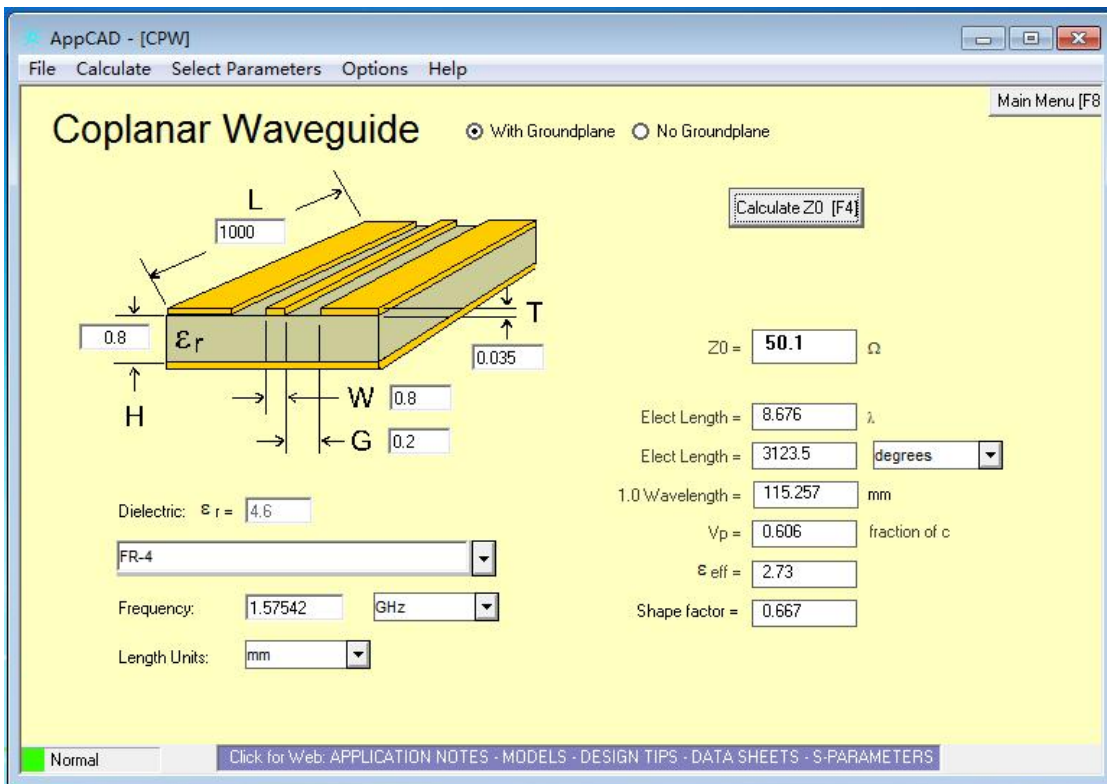 AppCAD - [CPW]
File Calculate Select Parameters Options Help
Main Menu [F8
Coplanar Waveguide With Groundplane No Groundplane
L
1000
Calculate Z0 [F4]
T
0.8
εr
0.035
Z0 = 50.1 Ω
H
W 0.8
G 0.2
Elect Length = 8.676 λ
Elect Length = 3123.5 degrees
1.0 Wavelength = 115.257 mm
Dielectric: ε r = 4.6
Vp = 0.606 fraction of c
FR-4
ε eff = 2.73
Frequency: 1.57542 GHz
Shape factor = 0.667
Length Units: mm
Normal
Click for Web: APPLICATION NOTES - MODELS - DESIGN TIPS - DATA SHEETS - S-PARAMETERS